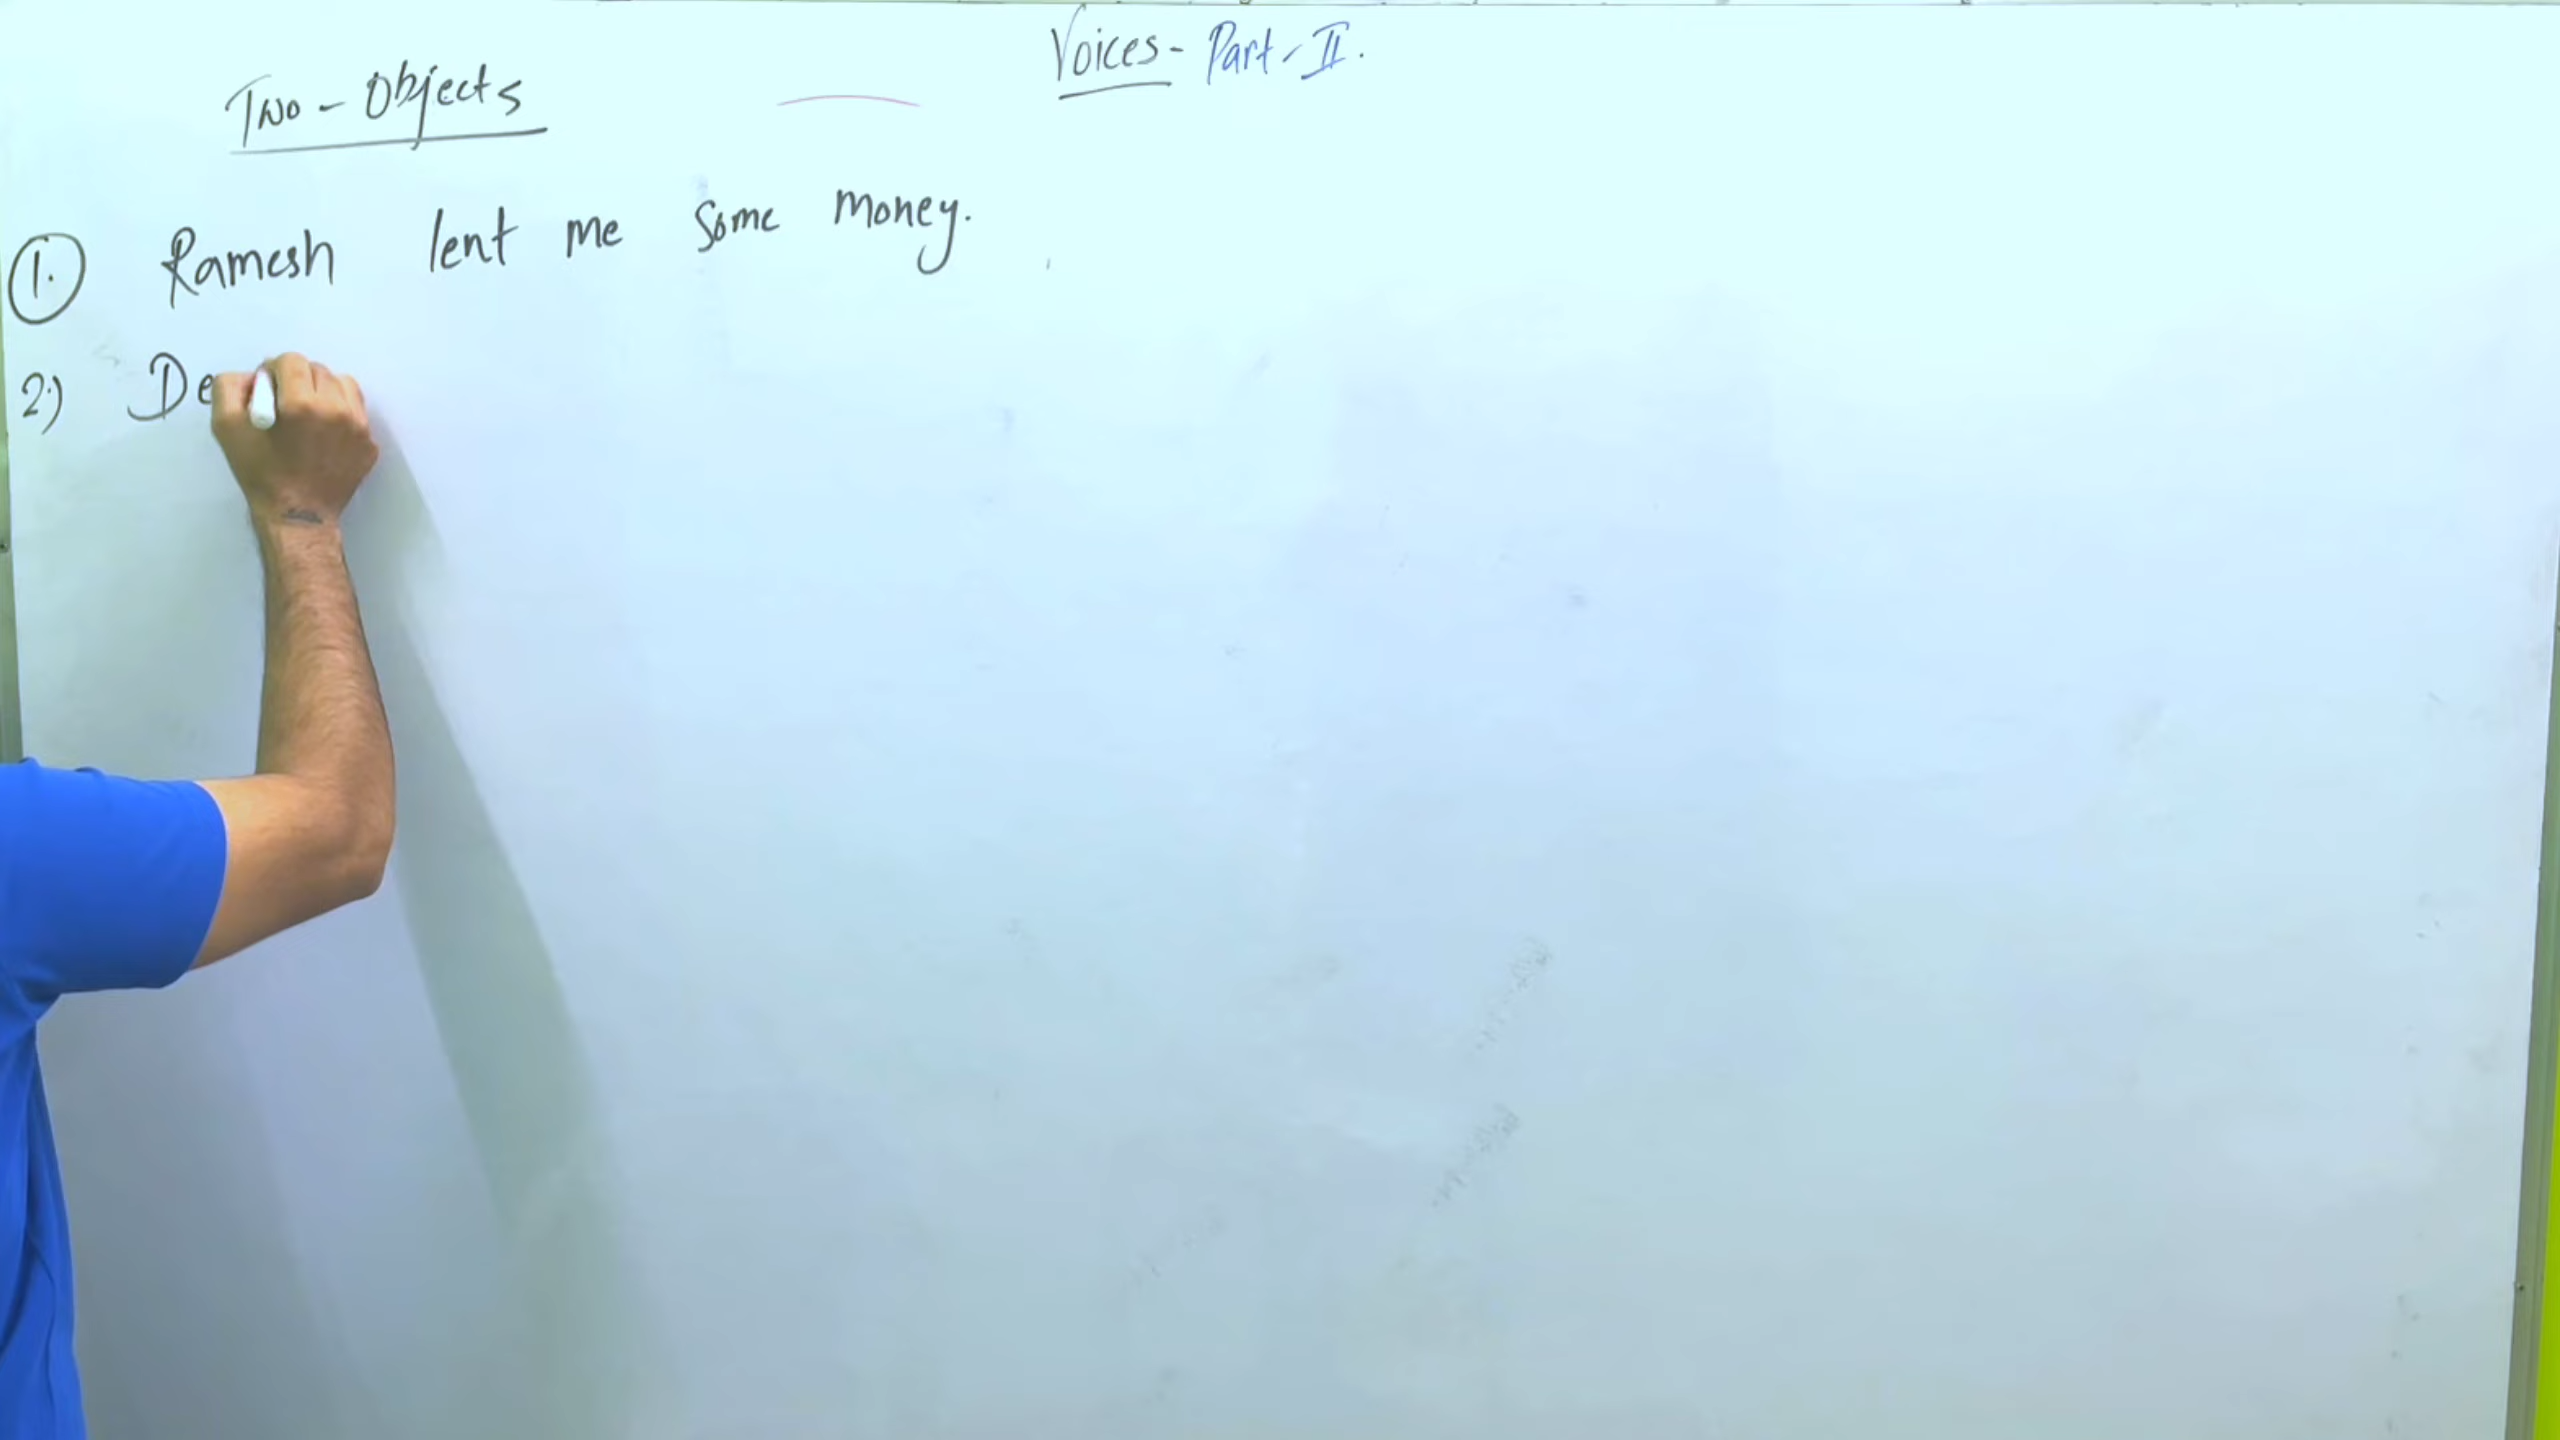 Voices - Part - II.
Two - Objects
1. Ramesh lent me some money.
2.) De